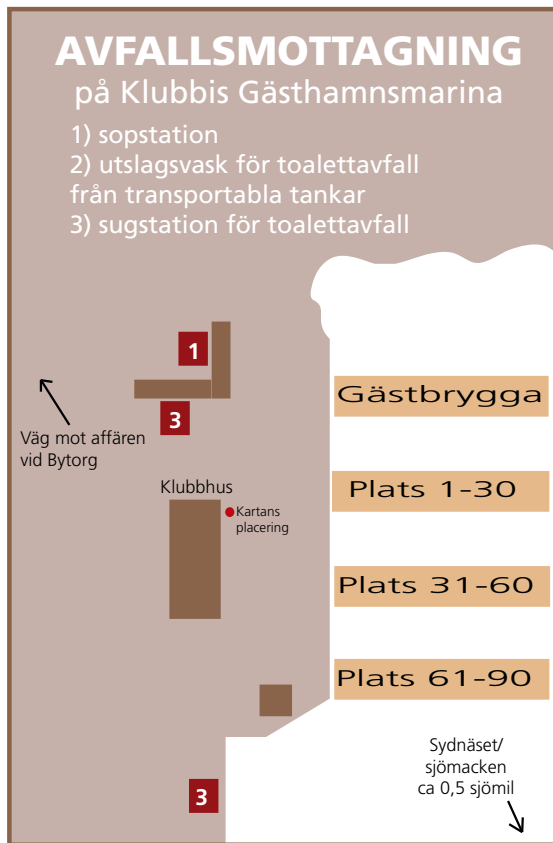 AVFALLSMOTTAGNING
på Klubbis Gästhamnsmarina
1) sopstation
2) utslagsvask för toalettavfall
från transportabla tankar
3) sugstation för toalettavfall
1
3
Väg mot affären
vid Bytorg
Klubbhus
Kartans
placering
Gästbrygga
Plats 1-30
Plats 31-60
Plats 61-90
3
Sydnäset/
sjömacken
ca 0,5 sjömil